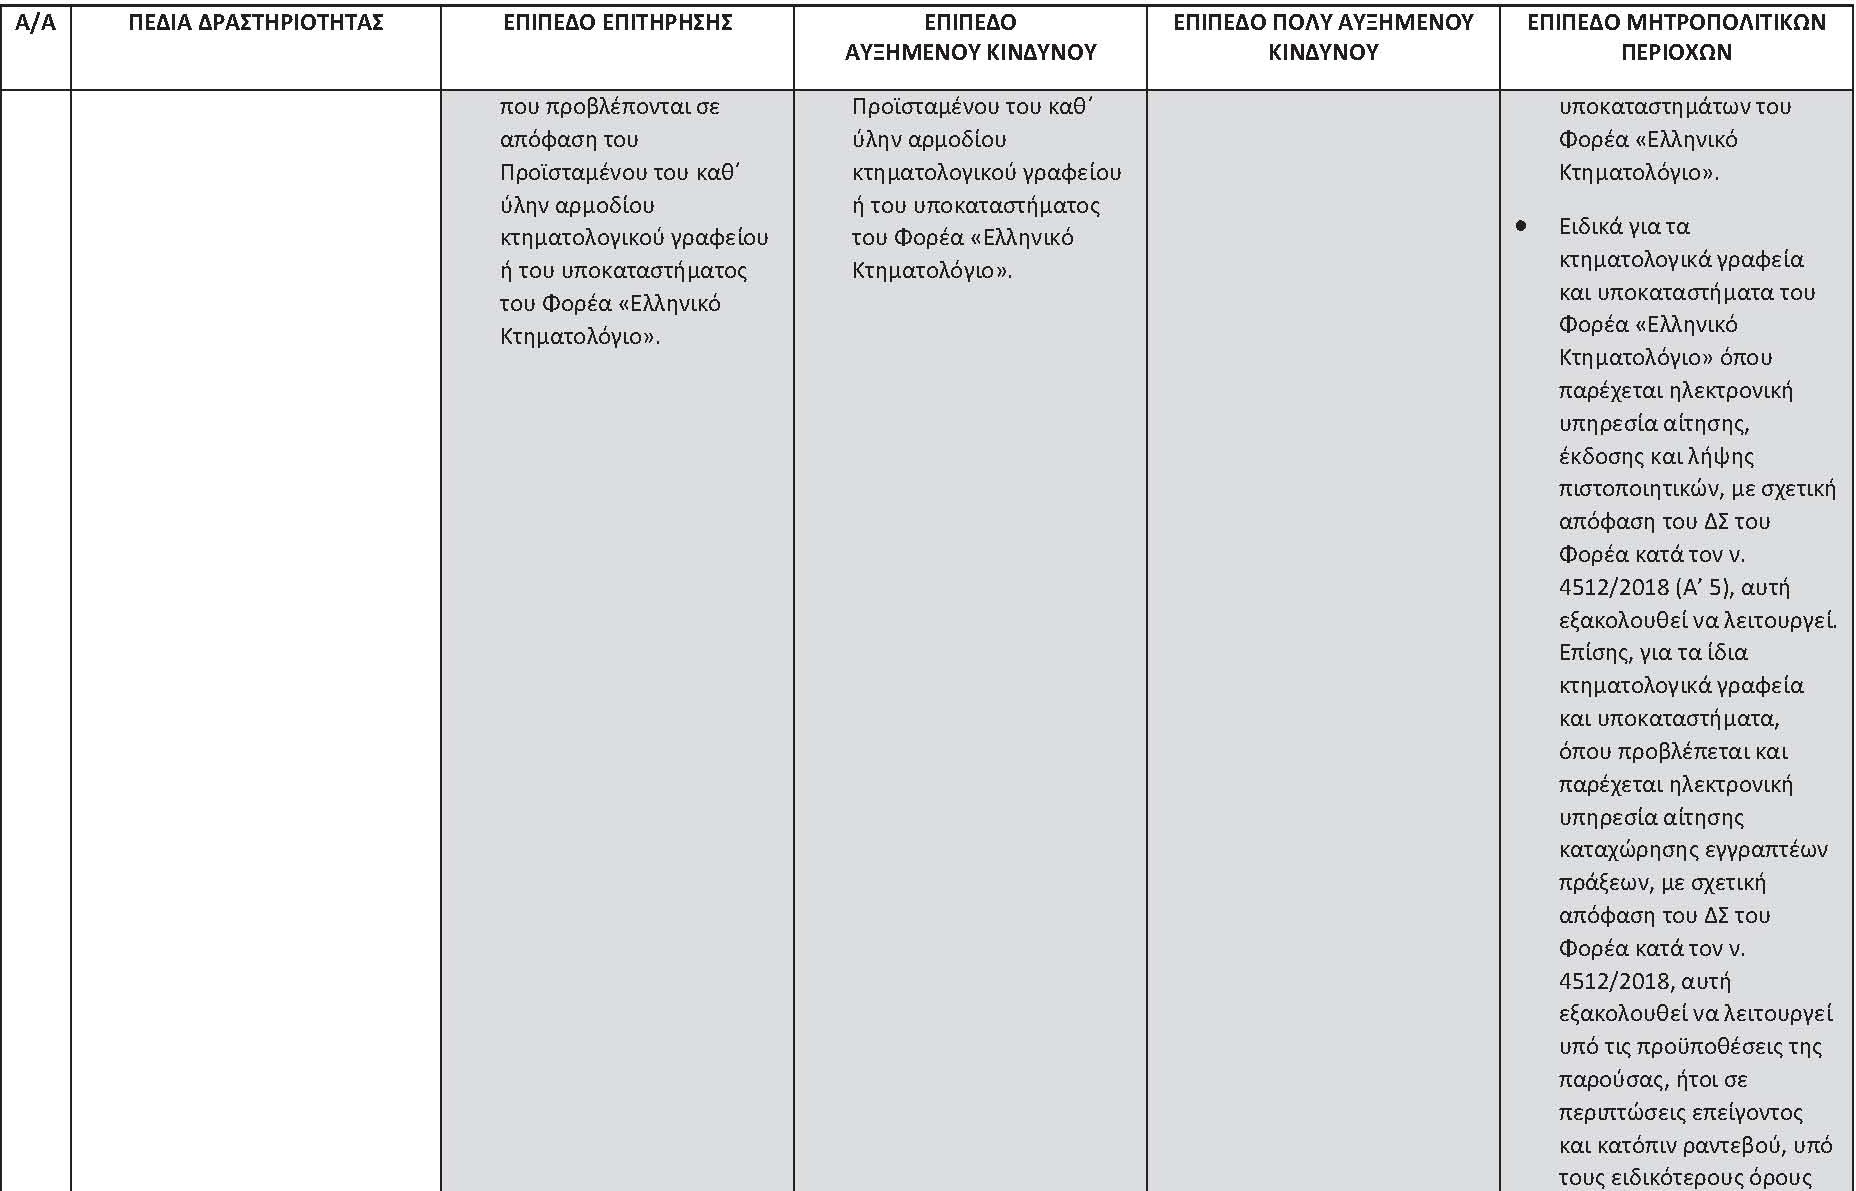 Α/Α
ΠΕΔΙΑ ΔΡΑΣΤΗΡΙΟΤΗΤΑΣ
ΕΠΙΠΕΔΟ ΕΠΙΤΗΡΗΣΗΣ
ΕΠΙΠΕΔΟ
ΑΥΞΗΜΕΝΟΥ ΚΙΝΔΥΝΟΥ
ΕΠΙΠΕΔΟ ΠΟΛΥ ΑΥΞΗΜΕΝΟΥ
ΚΙΝΔΥΝΟΥ
ΕΠΙΠΕΔΟ ΜΗΤΡΟΠΟΛΙΤΙΚΩΝ
ΠΕΡΙΟΧΩΝ
που προβλέπονται σε
απόφαση του
Προϊσταμένου του καθ΄
ύλην αρμοδίου
κτηματολογικού γραφείου
ή του υποκαταστήματος
του Φορέα «Ελληνικό
Κτηματολόγιο».
Προϊσταμένου του καθ΄
ύλην αρμοδίου
κτηματολογικού γραφείου
ή του υποκαταστήματος
του Φορέα «Ελληνικό
Κτηματολόγιο».
υποκαταστημάτων του
Φορέα «Ελληνικό
Κτηματολόγιο».
● Ειδικά για τα
κτηματολογικά γραφεία
και υποκαταστήματα του
Φορέα «Ελληνικό
Κτηματολόγιο» όπου
παρέχεται ηλεκτρονική
υπηρεσία αίτησης,
έκδοσης και λήψης
πιστοποιητικών, με σχετική
απόφαση του ΔΣ του
Φορέα κατά τον ν.
4512/2018 (Α’ 5), αυτή
εξακολουθεί να λειτουργεί.
Επίσης, για τα ίδια
κτηματολογικά γραφεία
και υποκαταστήματα,
όπου προβλέπεται και
παρέχεται ηλεκτρονική
υπηρεσία αίτησης
καταχώρησης εγγραπτέων
πράξεων, με σχετική
απόφαση του ΔΣ του
Φορέα κατά τον ν.
4512/2018, αυτή
εξακολουθεί να λειτουργεί
υπό τις προϋποθέσεις της
παρούσας, ήτοι σε
περιπτώσεις επείγοντος
και κατόπιν ραντεβού, υπό
τους ειδικότερους όρους